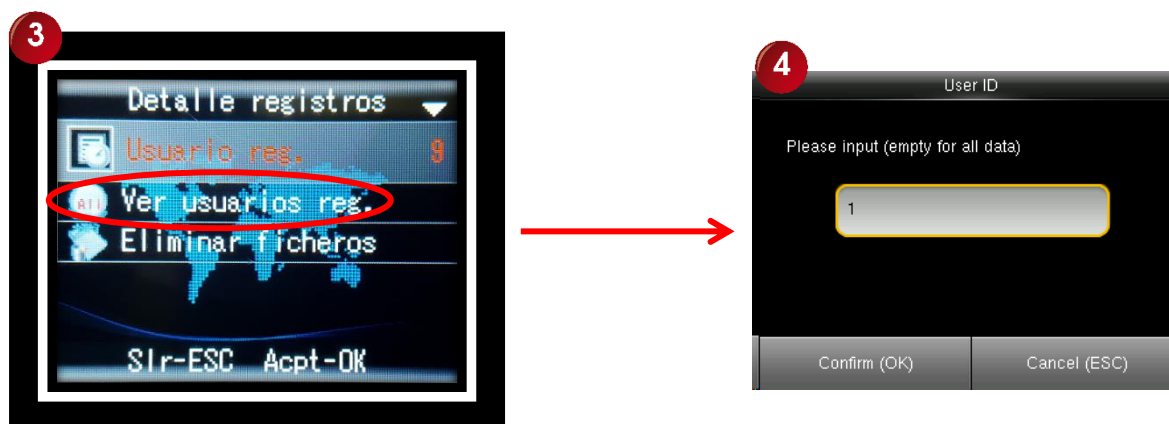 3
Detalle registros
Usuario reg. 9
All Ver usuarios reg.
Eliminar ficheros
Slr-ESC Acpt-OK
4
User ID
Please input (empty for all data)
1
Confirm (OK) Cancel (ESC)